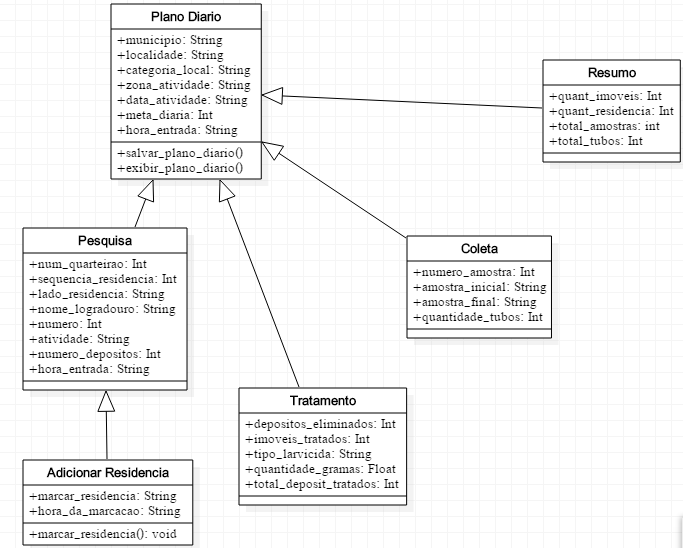 Plano Diario
+municipio: String
+localidade: String
+categoria_local: String
+zona_atividade: String
+data_atividade: String
+meta_diaria: Int
+hora_entrada: String
+salvar_plano_diario()
+exibir_plano_diario()
Resumo
+quant_imoveis: Int
+quant_residencia: Int
+total_amostras: int
+total_tubos: Int
Pesquisa
+num_quarteirao: Int
+sequencia_residencia: Int
+lado_residencia: String
+nome_logradouro: String
+numero: Int
+atividade: String
+numero_depositos: Int
+hora_entrada: String
Coleta
+numero_amostra: Int
+amostra_inicial: String
+amostra_final: String
+quantidade_tubos: Int
Tratamento
+depositos_eliminados: Int
+imoveis_tratados: Int
+tipo_larvicida: String
+quantidade_gramas: Float
+total_deposit_tratados: Int
Adicionar Residencia
+marcar_residencia: String
+hora_da_marcacao: String
+marcar_residencia(): void